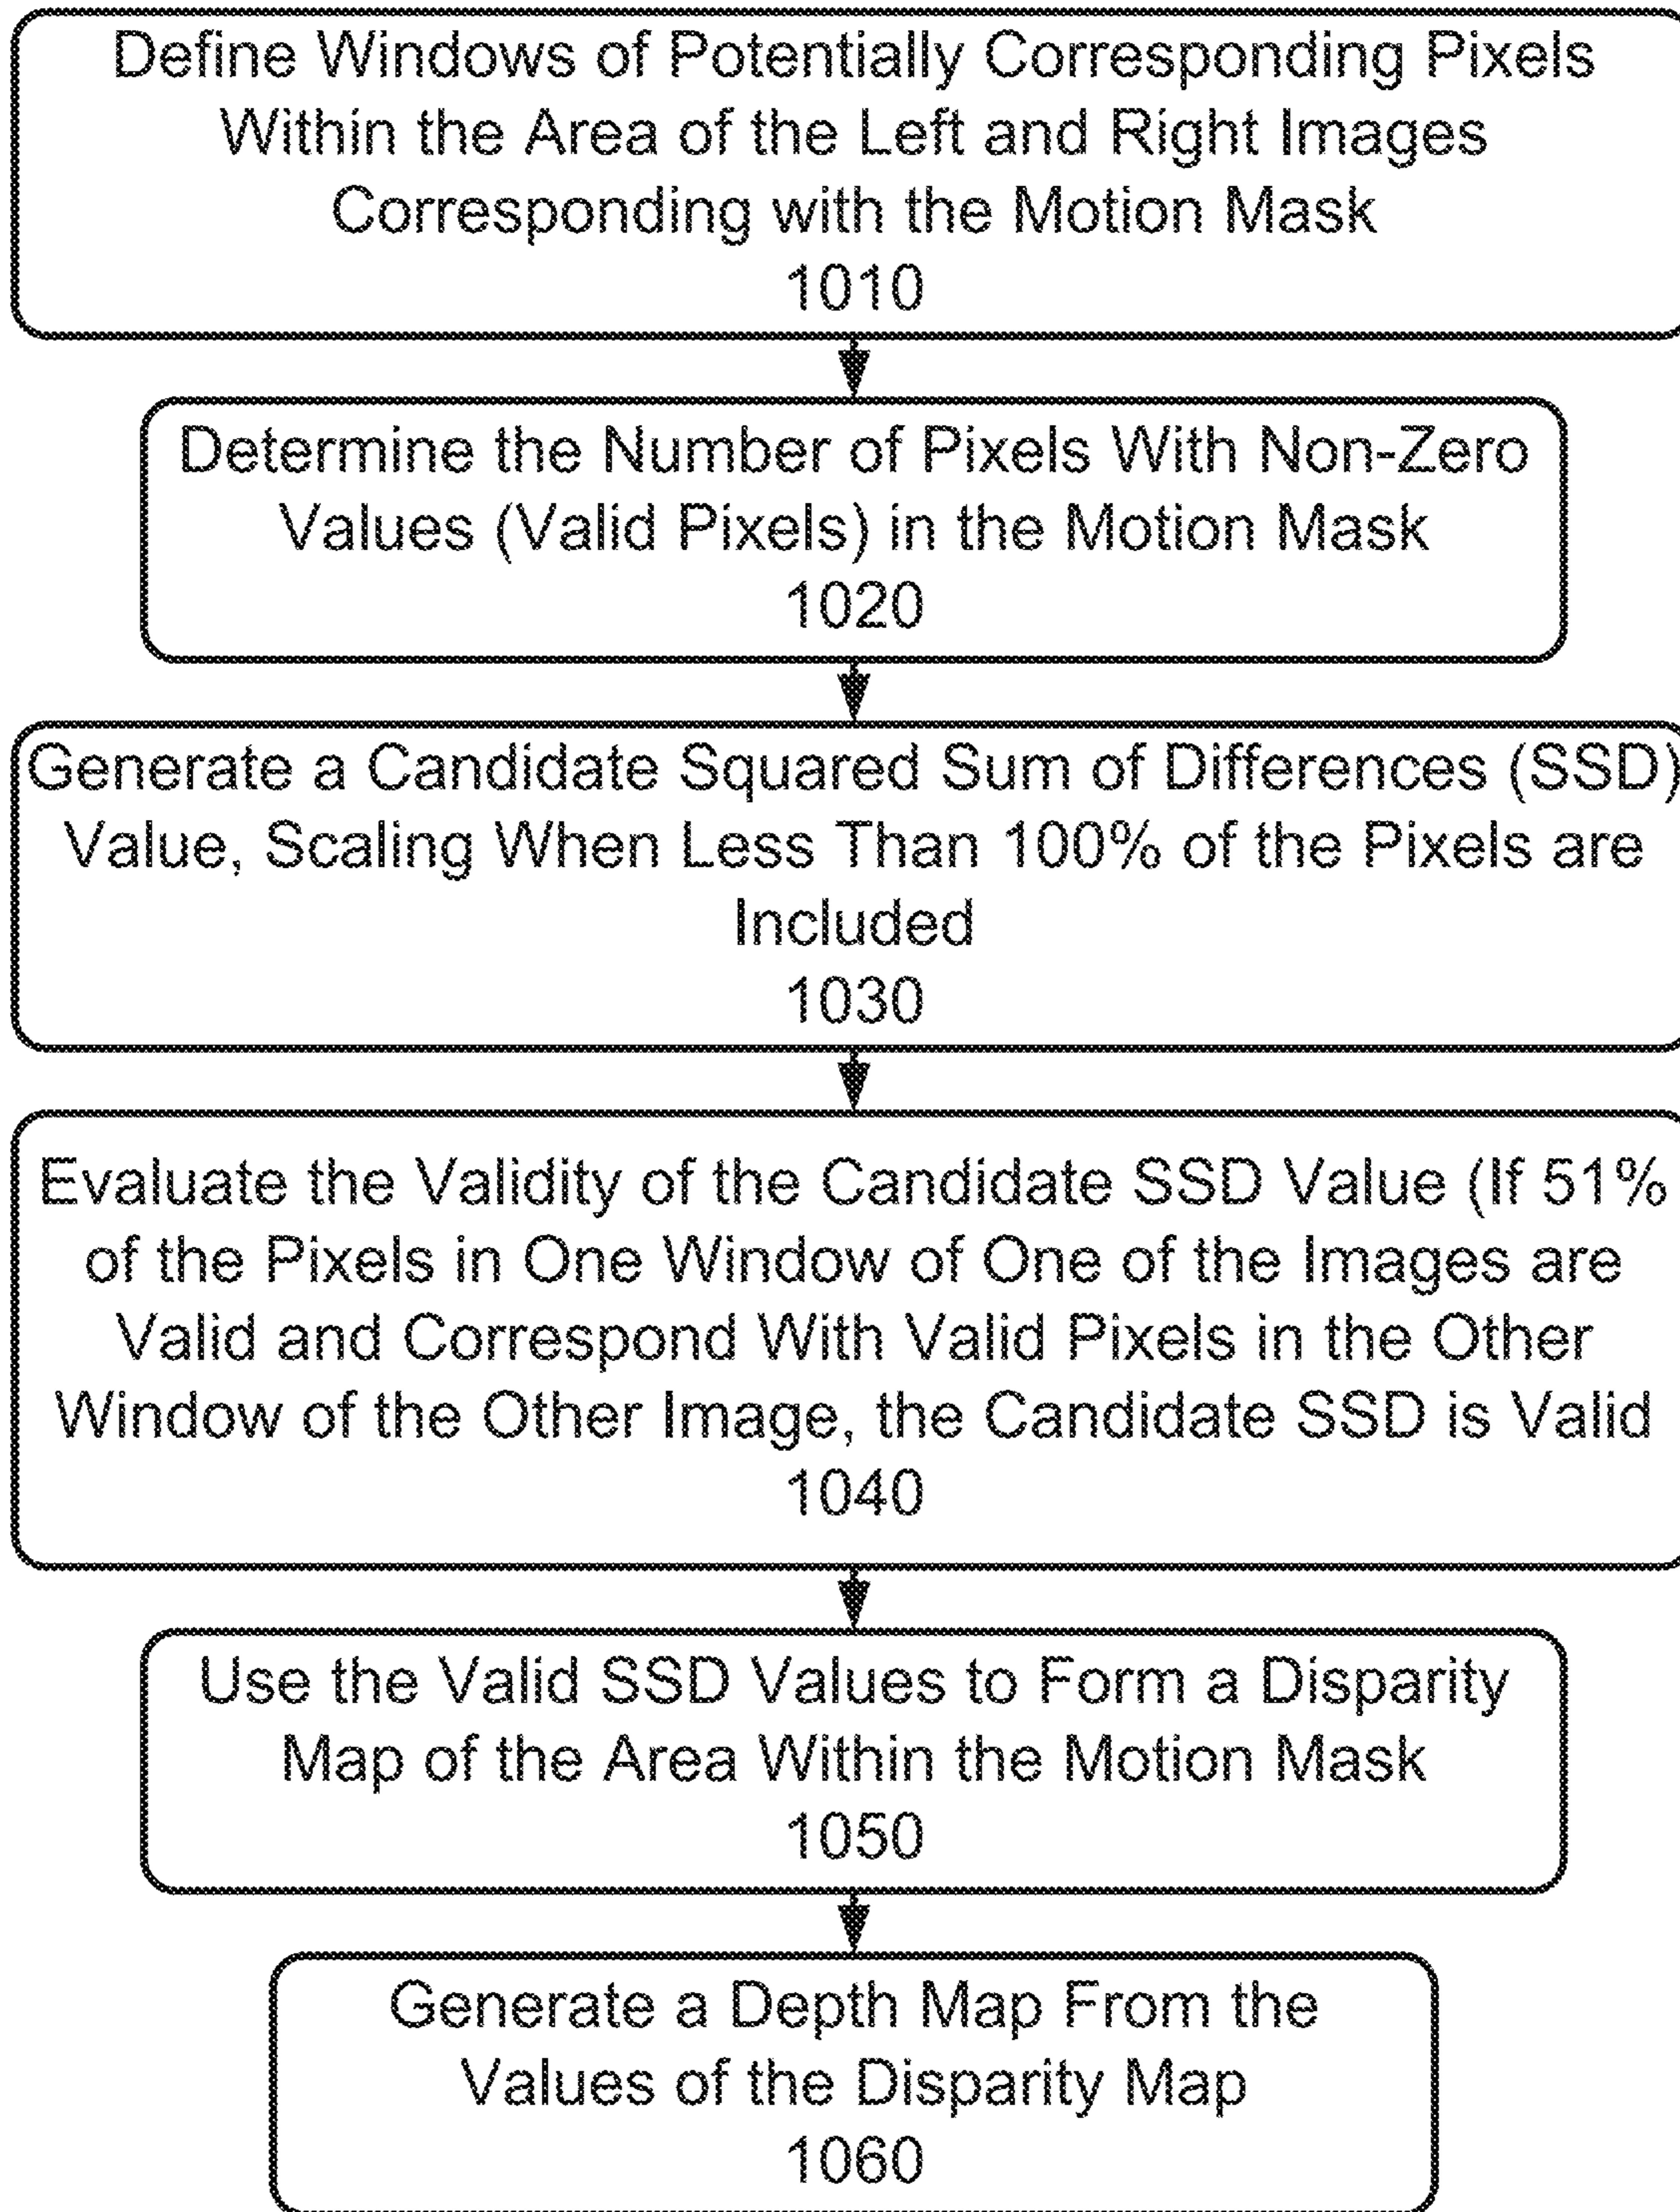 Define Windows of Potentially Corresponding Pixels
Within the Area of the Left and Right Images
Corresponding with the Motion Mask
1010
Determine the Number of Pixels With Non-Zero
Values (Valid Pixels) in the Motion Mask
1020
Generate a Candidate Squared Sum of Differences (SSD)
Value, Scaling When Less Than 100% of the Pixels are
Included
1030
Evaluate the Validity of the Candidate SSD Value (If 51%
of the Pixels in One Window of One of the Images are
Valid and Correspond With Valid Pixels in the Other
Window of the Other Image, the Candidate SSD is Valid
1040
Use the Valid SSD Values to Form a Disparity
Map of the Area Within the Motion Mask
1050
Generate a Depth Map From the
Values of the Disparity Map
1060